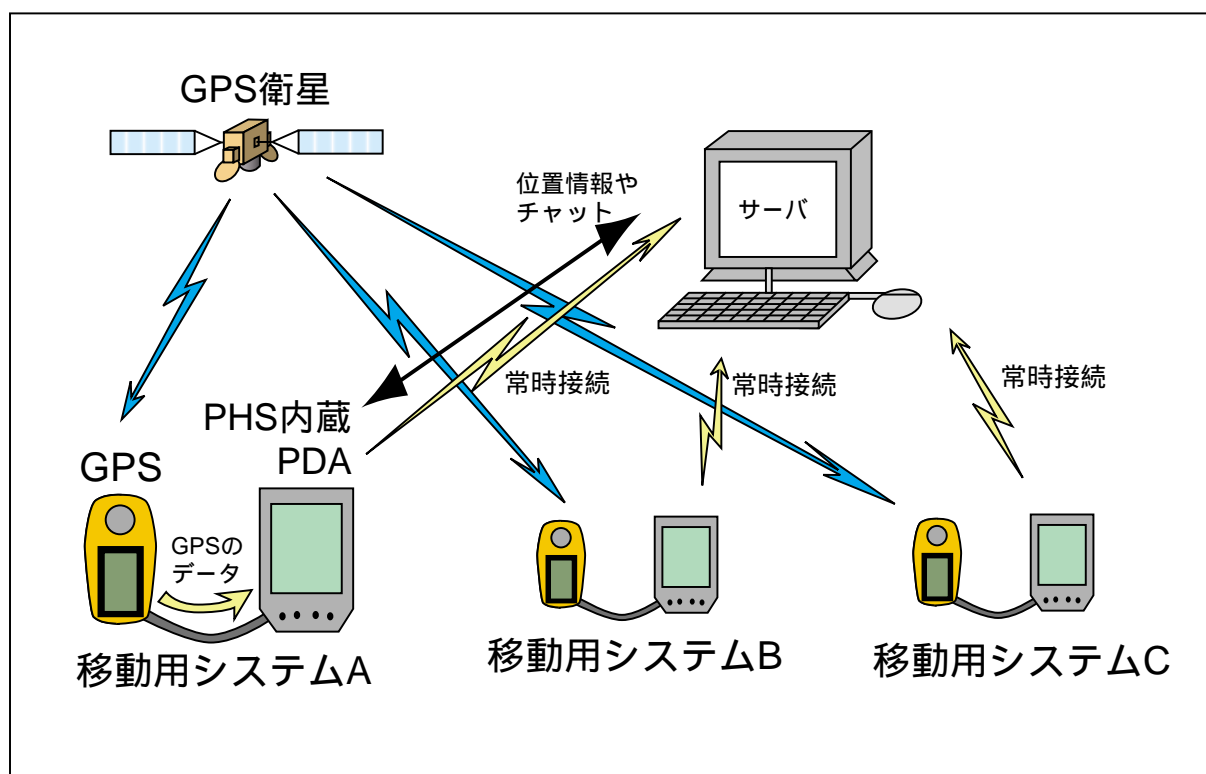 GPS衛星
位置情報や
チャット
サーバ
常時接続
常時接続
常時接続
PHS内蔵
PDA
GPS
GPSの
データ
移動用システムA
移動用システムB
移動用システムC